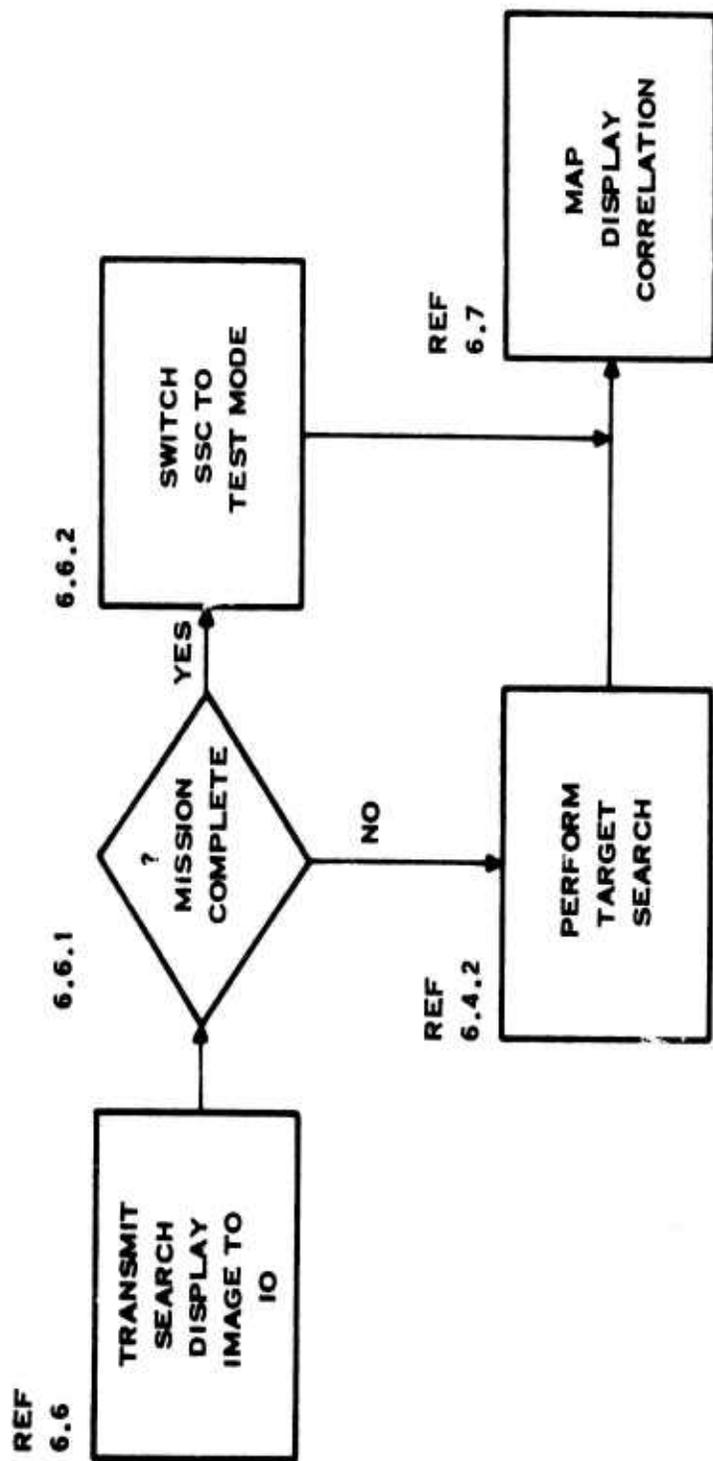 REF
6.6
TRANSMIT
SEARCH
DISPLAY
IMAGE TO
IO
6.6.1
?
MISSION
COMPLETE
YES
NO
6.6.2
SWITCH
SSC TO
TEST MODE
REF
6.4.2
PERFORM
TARGET
SEARCH
REF
6.7
MAP
DISPLAY
CORRELATION